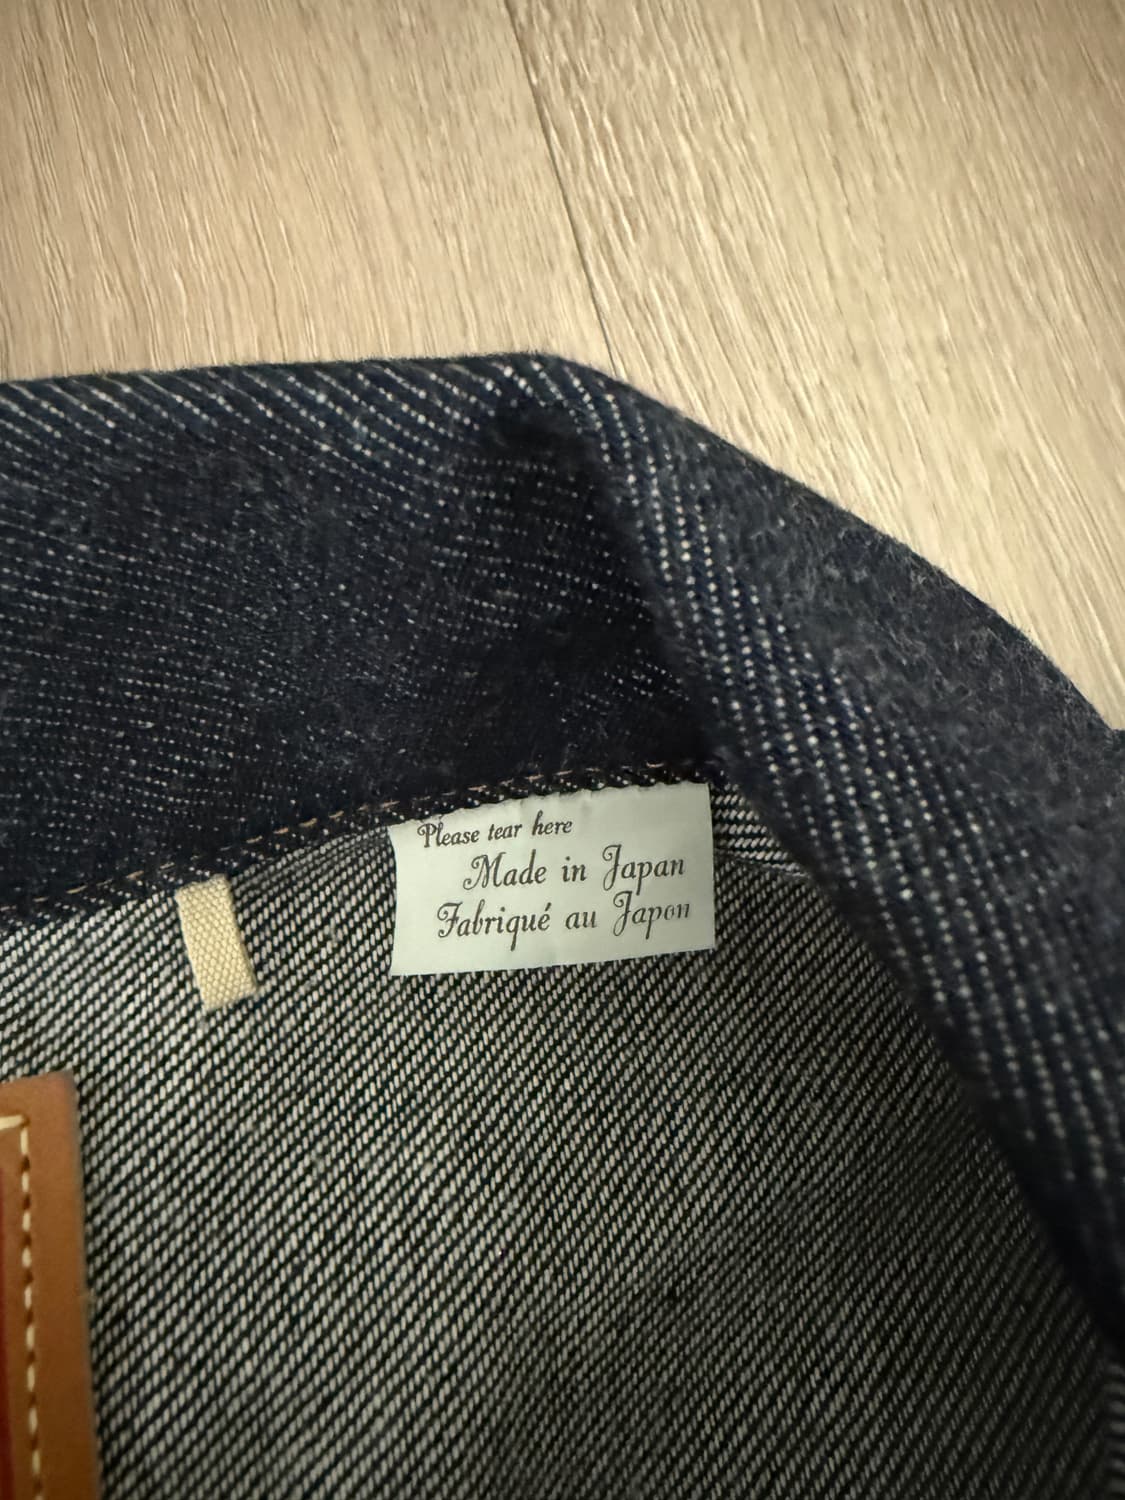 Please tear here
Made in Japan
Fabriqué au Japon